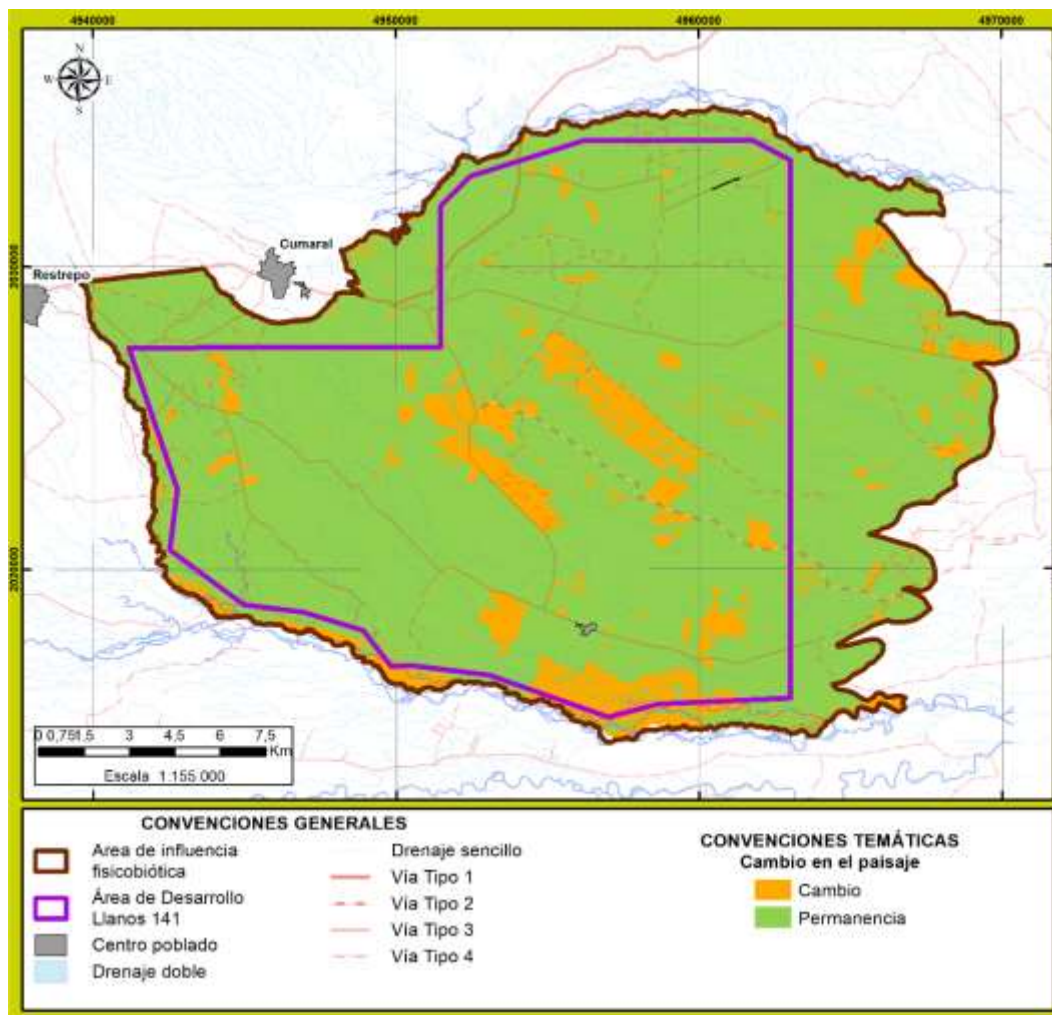 4940000
4950000
4960000
4970000
N
W
E
S
Cumaral
Restrepo
2030000
2020000
0 0,751,5 3 4,5 6 7,5
Km
Escala 1:155.000
CONVENCIONES GENERALES
Area de influencia
fisicobiótica
Área de Desarrollo
Llanos 141
Centro poblado
Drenaje doble
Drenaje sencillo
Vía Tipo 1
Vía Tipo 2
Vía Tipo 3
Vía Tipo 4
CONVENCIONES TEMÁTICAS
Cambio en el paisaje
Cambio
Permanencia